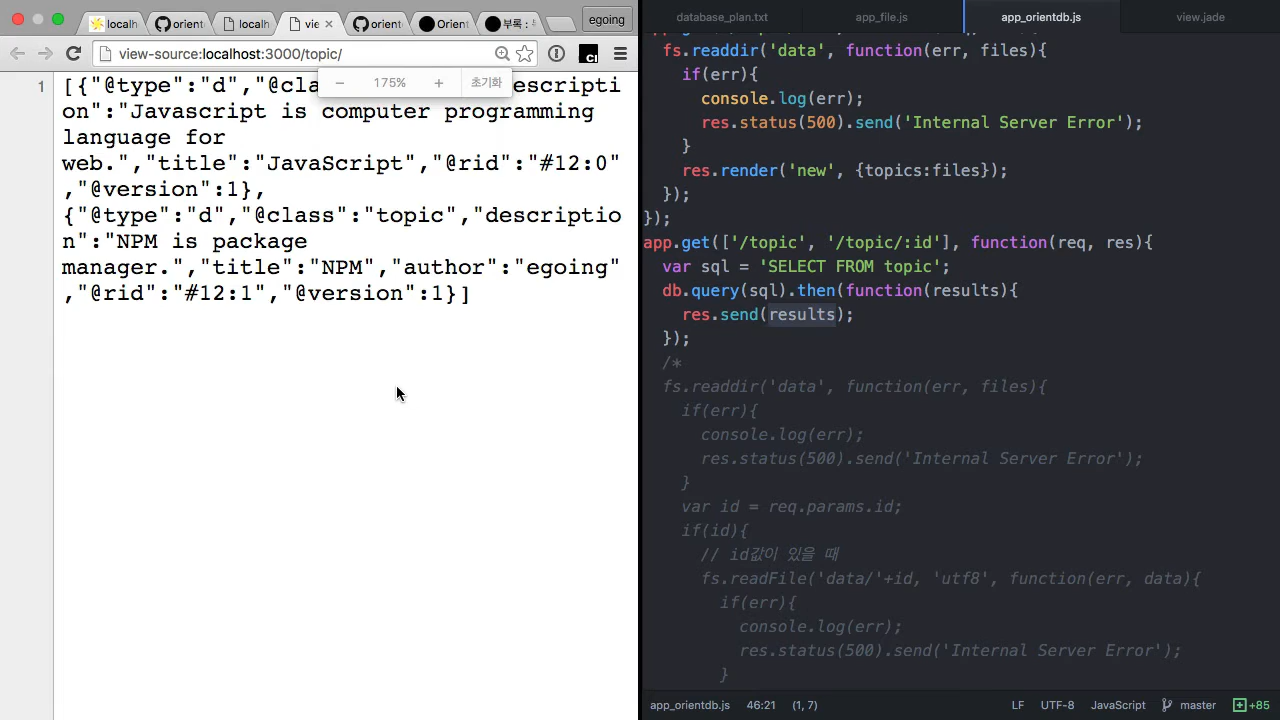 localh
orient
localh
vie
orient
Orient
부록 :
egoing
view-source:localhost:3000/topic/
175%
초기화
1
[{"@type":"d","@cla
escripti
on":"Javascript is computer programming
language for
web.","title":"JavaScript","@rid":"#12:0"
,"@version":1},
{"@type":"d","@class":"topic","descriptio
n":"NPM is package
manager.","title":"NPM","author":"egoing"
,"@rid":"#12:1","@version":1}]
database_plan.txt
app_file.js
app_orientdb.js
view.jade
fs.readdir('data', function(err, files){
if(err){
console.log(err);
res.status(500).send('Internal Server Error');
}
res.render('new', {topics:files});
});
});
app.get(['/topic', '/topic/:id'], function(req, res){
var sql = 'SELECT FROM topic';
db.query(sql).then(function(results){
res.send(results);
});
/*
fs.readdir('data', function(err, files){
if(err){
console.log(err);
res.status(500).send('Internal Server Error');
}
var id = req.params.id;
if(id){
// id값이 있을 때
fs.readFile('data/'+id, 'utf8', function(err, data){
if(err){
console.log(err);
res.status(500).send('Internal Server Error');
}
app_orientdb.js
46:21
(1, 7)
LF
UTF-8
JavaScript
master
+85